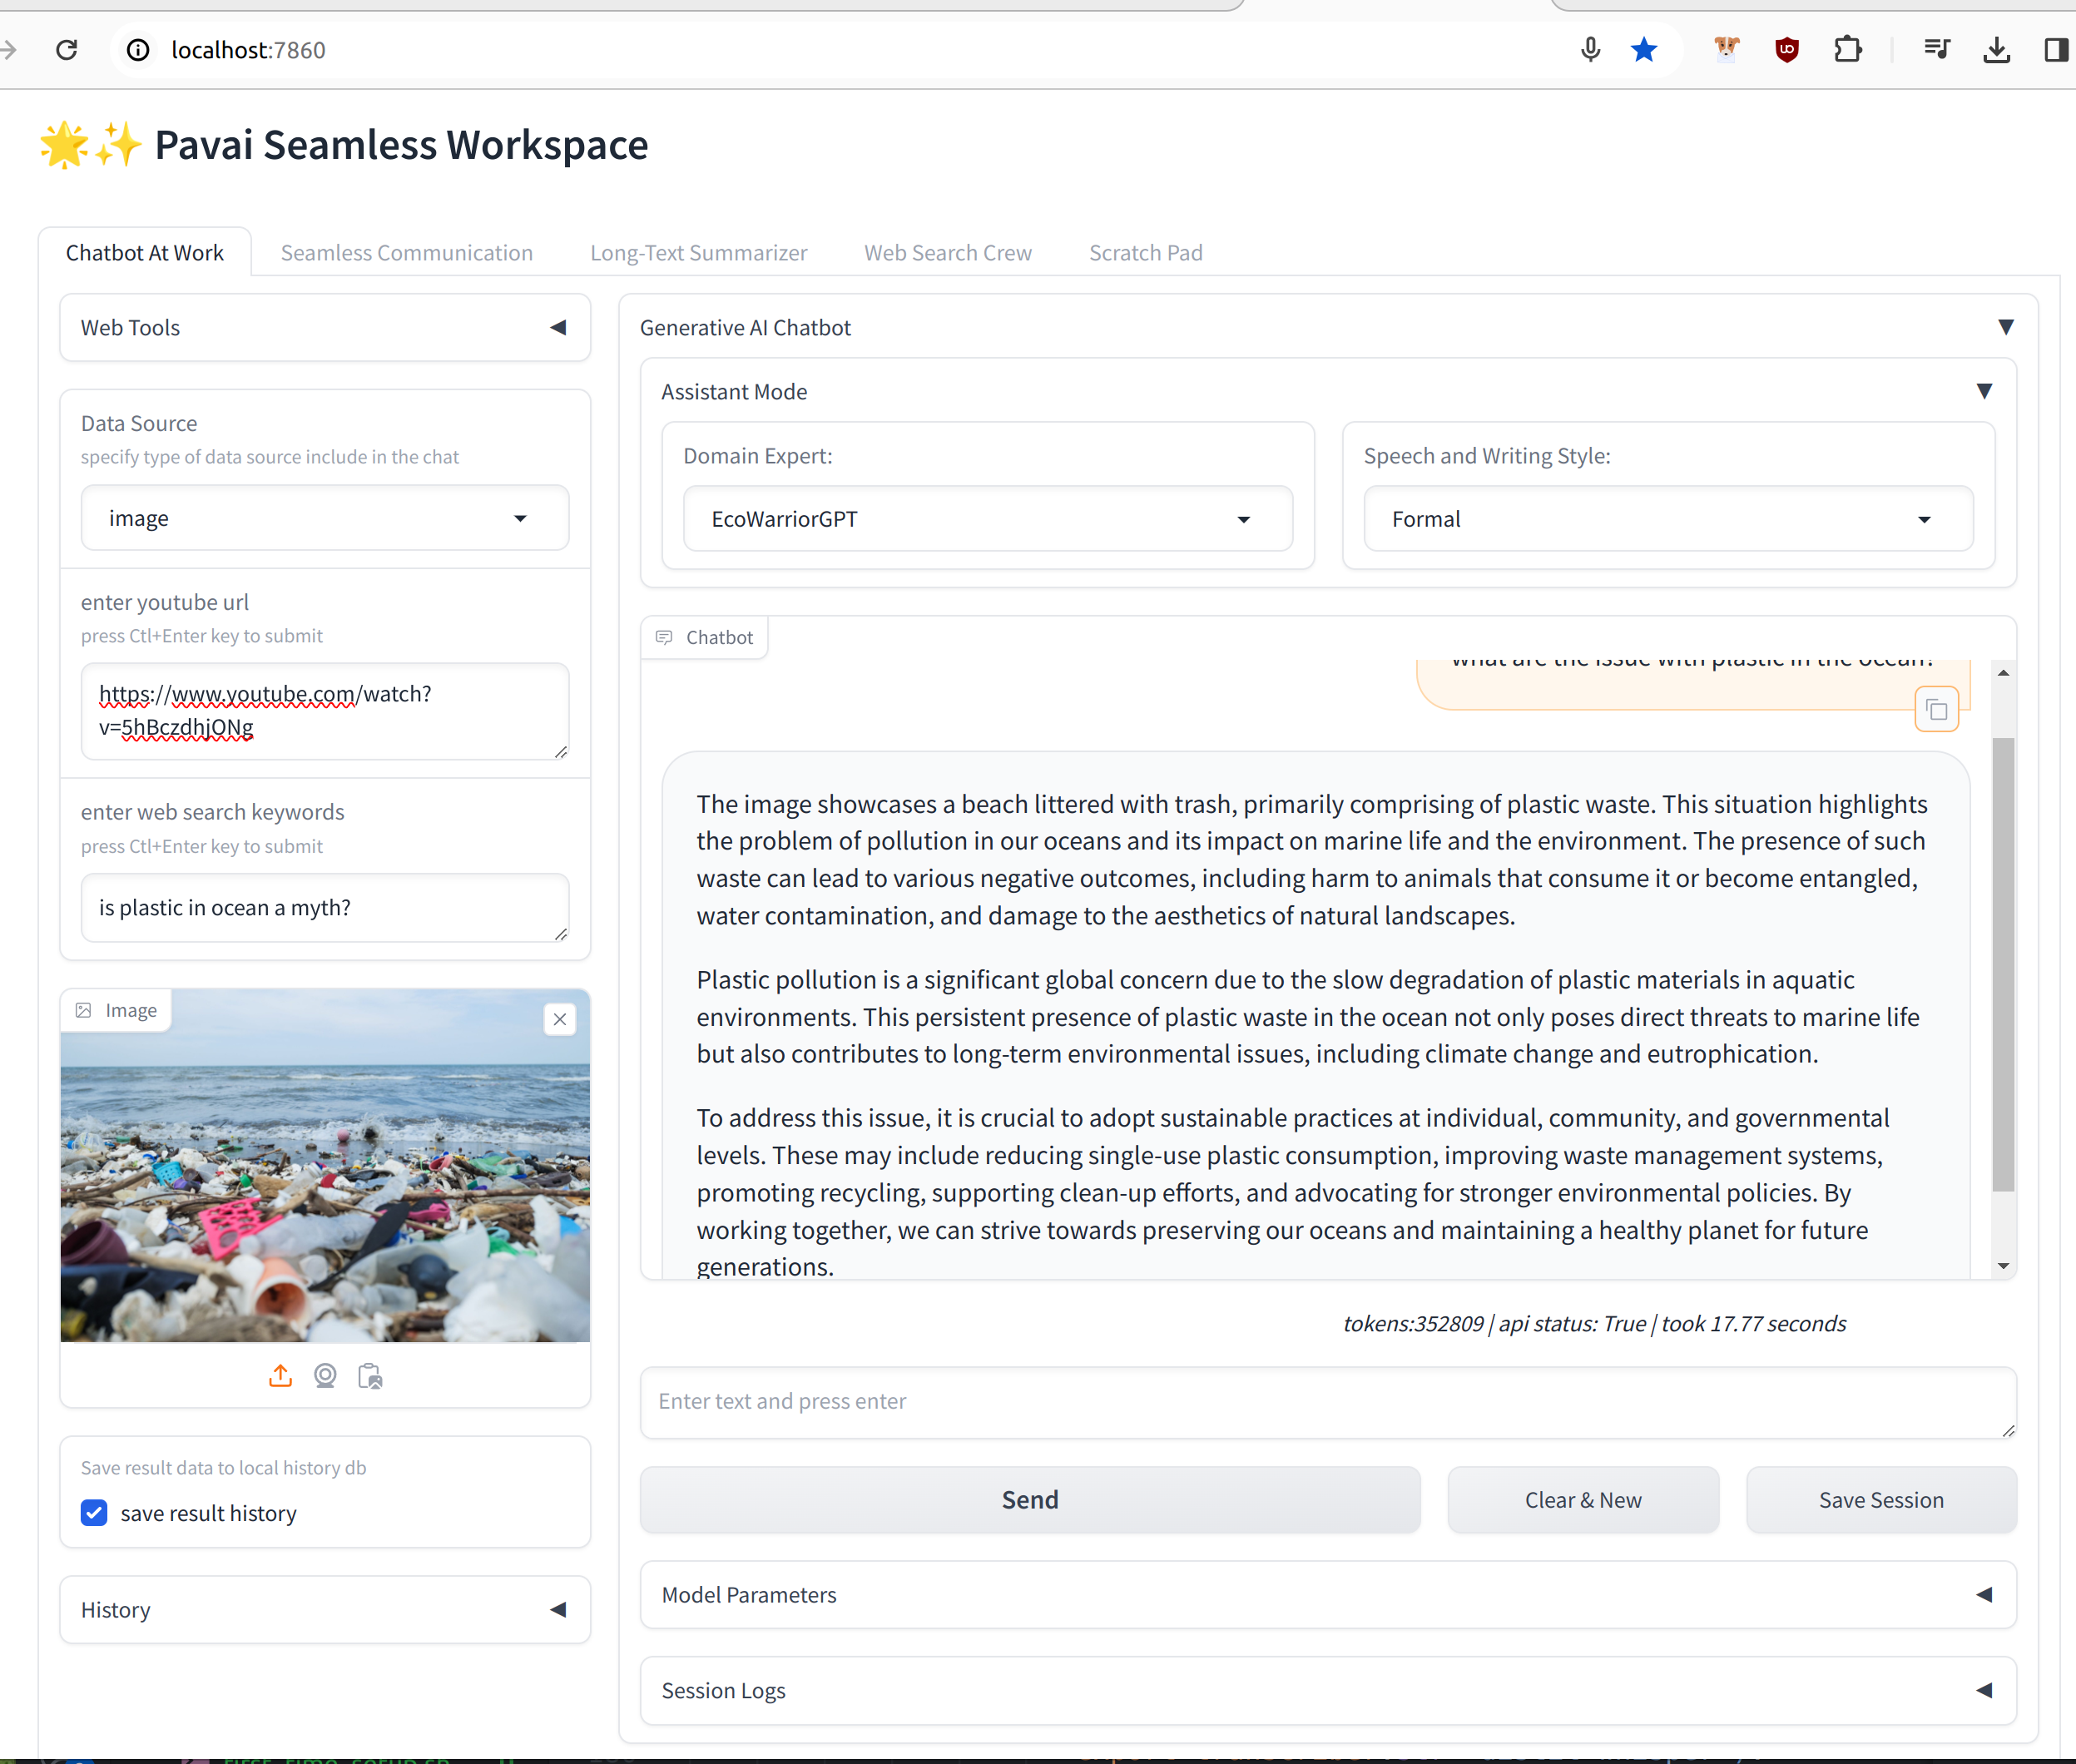 localhost:7860
🌟✨ Pavai Seamless Workspace
Chatbot At Work
Seamless Communication
Long-Text Summarizer
Web Search Crew
Scratch Pad
Web Tools
Data Source
specify type of data source include in the chat
image
enter youtube url
press Ctl+Enter key to submit
https://www.youtube.com/watch?
v=5hBczdhjONg
enter web search keywords
press Ctl+Enter key to submit
is plastic in ocean a myth?
Image
Save result data to local history db
save result history
History
Generative AI Chatbot
Assistant Mode
Domain Expert:
EcoWarriorGPT
Speech and Writing Style:
Formal
Chatbot
what are the issue with plastic in the ocean?
The image showcases a beach littered with trash, primarily comprising of plastic waste. This situation highlights
the problem of pollution in our oceans and its impact on marine life and the environment. The presence of such
waste can lead to various negative outcomes, including harm to animals that consume it or become entangled,
water contamination, and damage to the aesthetics of natural landscapes.
Plastic pollution is a significant global concern due to the slow degradation of plastic materials in aquatic
environments. This persistent presence of plastic waste in the ocean not only poses direct threats to marine life
but also contributes to long-term environmental issues, including climate change and eutrophication.
To address this issue, it is crucial to adopt sustainable practices at individual, community, and governmental
levels. These may include reducing single-use plastic consumption, improving waste management systems,
promoting recycling, supporting clean-up efforts, and advocating for stronger environmental policies. By
working together, we can strive towards preserving our oceans and maintaining a healthy planet for future
generations.
tokens:352809 | api status: True | took 17.77 seconds
Enter text and press enter
Send
Clear & New
Save Session
Model Parameters
Session Logs